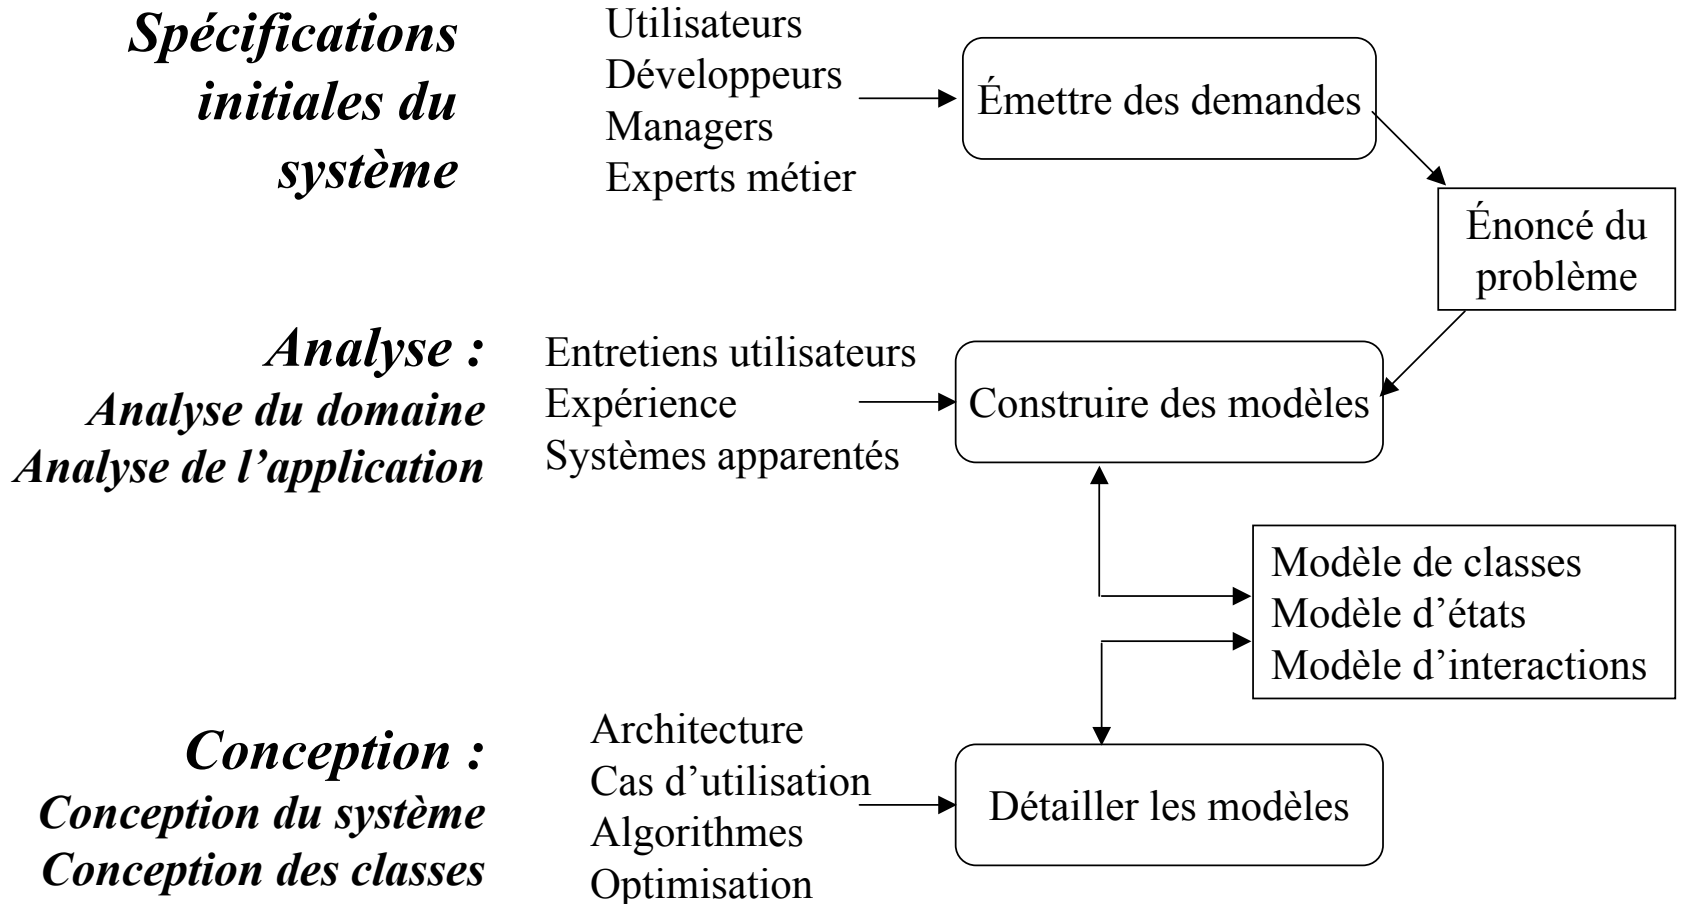 Spécifications
initiales du
système
Utilisateurs
Développeurs
Managers
Experts métier
Émettre des demandes
Énoncé du
problème
Analyse :
Analyse du domaine
Analyse de l’application
Entretiens utilisateurs
Expérience
Systèmes apparentés
Construire des modèles
Modèle de classes
Modèle d’états
Modèle d’interactions
Conception :
Conception du système
Conception des classes
Architecture
Cas d’utilisation
Algorithmes
Optimisation
Détailler les modèles